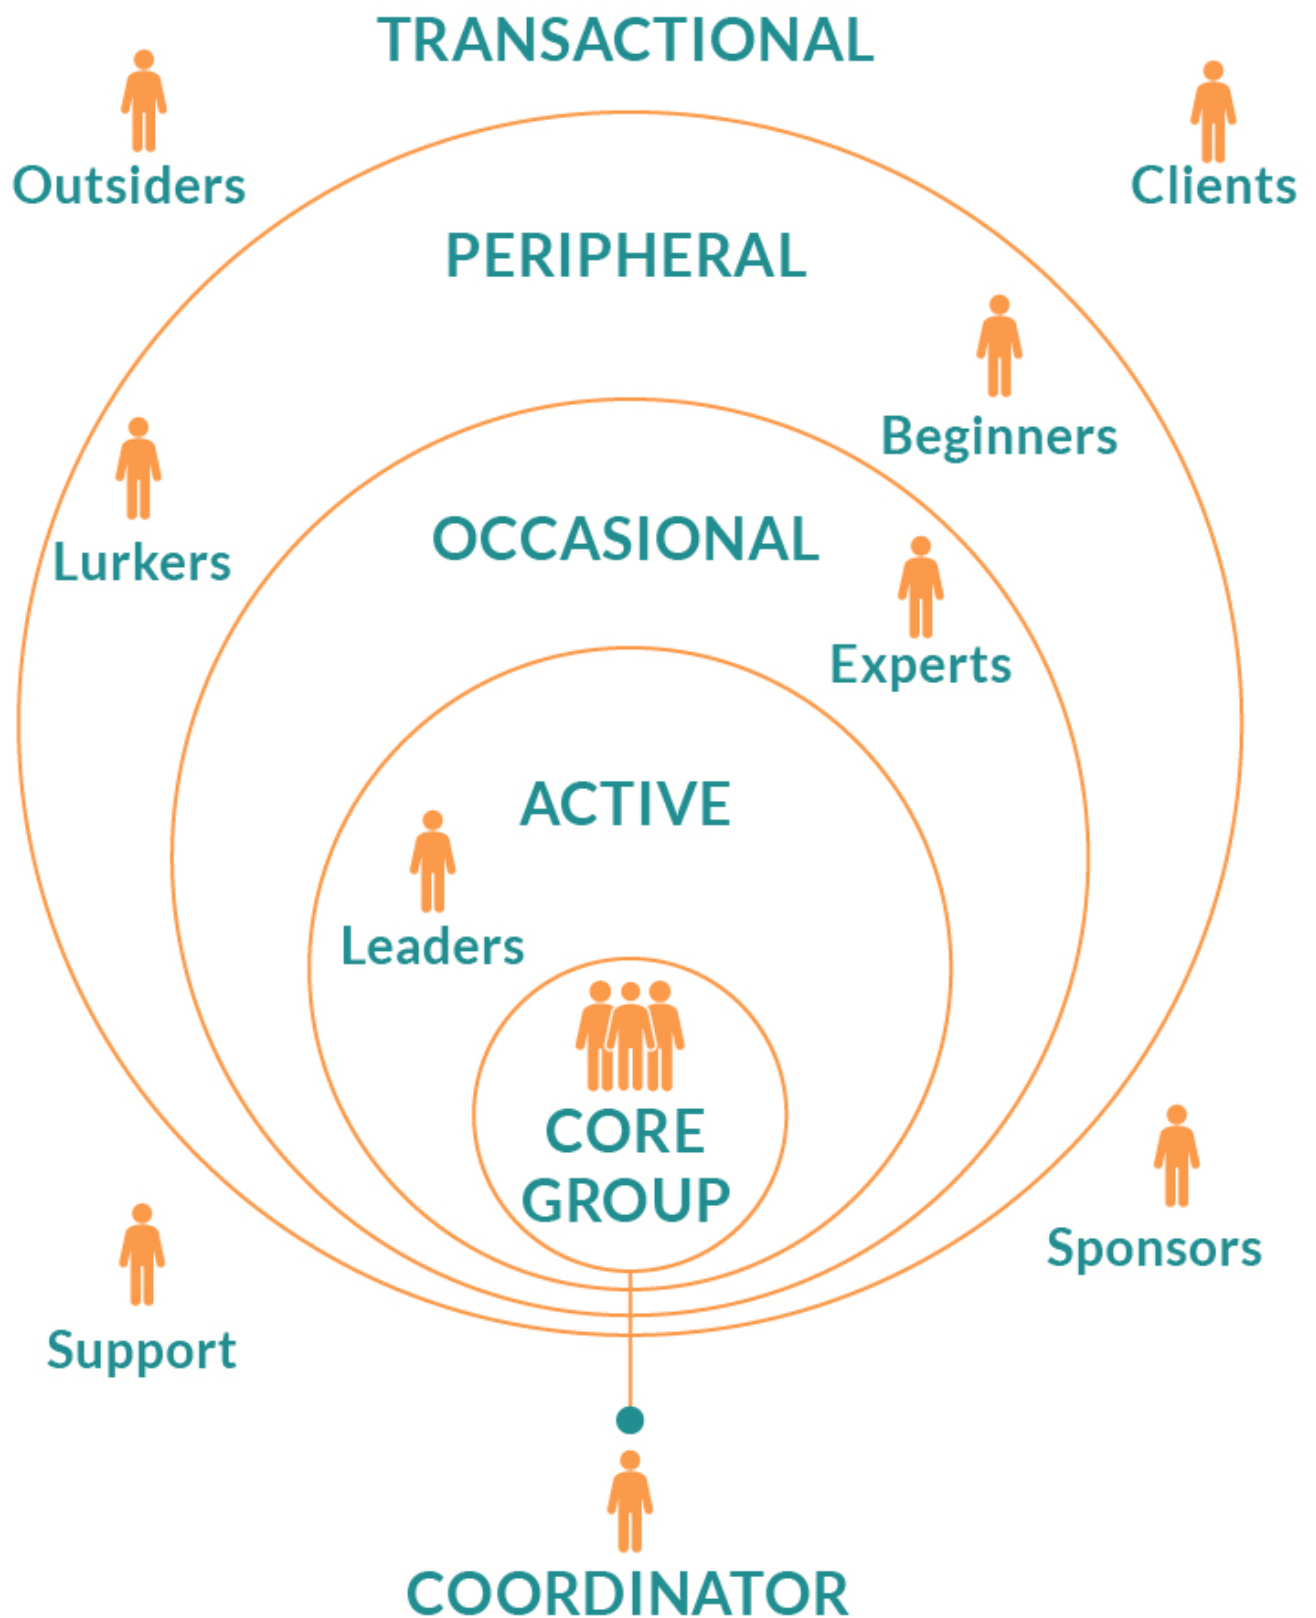 TRANSACTIONAL
Outsiders
Clients
PERIPHERAL
Beginners
Lurkers
OCCASIONAL
Experts
ACTIVE
Leaders
CORE
GROUP
Sponsors
Support
COORDINATOR